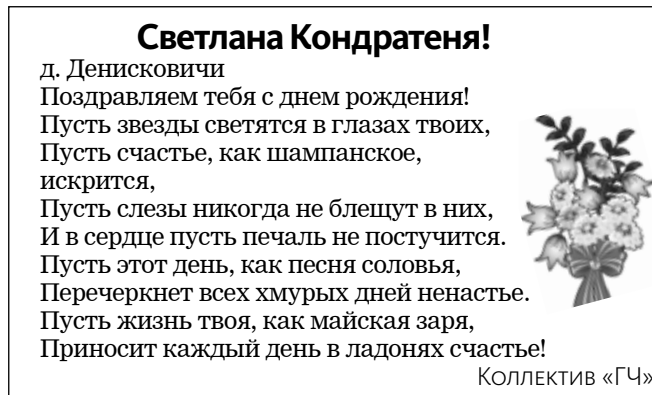 Светлана Кондратеня!
д. Денисковичи
Поздравляем тебя с днем рождения!
Пусть звезды светятся в глазах твоих,
Пусть счастье, как шампанское,
искрится,
Пусть слезы никогда не блещут в них,
И в сердце пусть печаль не постучится.
Пусть этот день, как песня соловья,
Перечеркнет всех хмурых дней ненастье.
Пусть жизнь твоя, как майская заря,
Приносит каждый день в ладонях счастье!
Коллектив «ГЧ»